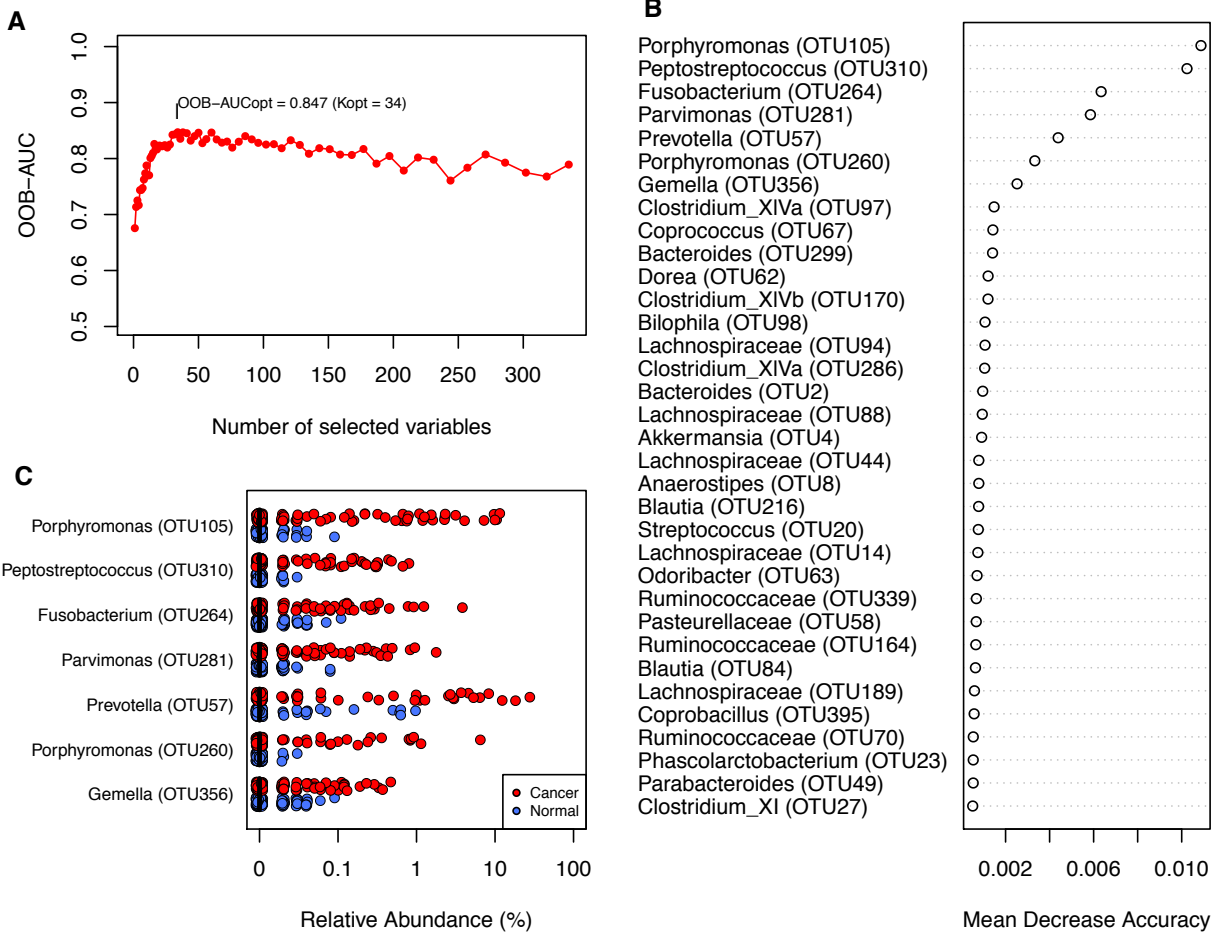 A
1.0
0.9
0.8
0.7
0.6
0.5
OOB−AUC
OOB−AUCopt = 0.847 (Kopt = 34)
0 50 100 150 200 250 300
Number of selected variables
B
Porphyromonas (OTU105)
Peptostreptococcus (OTU310)
Fusobacterium (OTU264)
Parvimonas (OTU281)
Prevotella (OTU57)
Porphyromonas (OTU260)
Gemella (OTU356)
Clostridium_XIVa (OTU97)
Coprococcus (OTU67)
Bacteroides (OTU299)
Dorea (OTU62)
Clostridium_XIVb (OTU170)
Bilophila (OTU98)
Lachnospiraceae (OTU94)
Clostridium_XIVa (OTU286)
Bacteroides (OTU2)
Lachnospiraceae (OTU88)
Akkermansia (OTU4)
Lachnospiraceae (OTU44)
Anaerostipes (OTU8)
Blautia (OTU216)
Streptococcus (OTU20)
Lachnospiraceae (OTU14)
Odoribacter (OTU63)
Ruminococcaceae (OTU339)
Pasteurellaceae (OTU58)
Ruminococcaceae (OTU164)
Blautia (OTU84)
Lachnospiraceae (OTU189)
Coprobacillus (OTU395)
Ruminococcaceae (OTU70)
Phascolarctobacterium (OTU23)
Parabacteroides (OTU49)
Clostridium_XI (OTU27)
0.002 0.006 0.010
Mean Decrease Accuracy
C
Porphyromonas (OTU105)
Peptostreptococcus (OTU310)
Fusobacterium (OTU264)
Parvimonas (OTU281)
Prevotella (OTU57)
Porphyromonas (OTU260)
Gemella (OTU356)
Cancer
Normal
0 0.1 1 10 100
Relative Abundance (%)